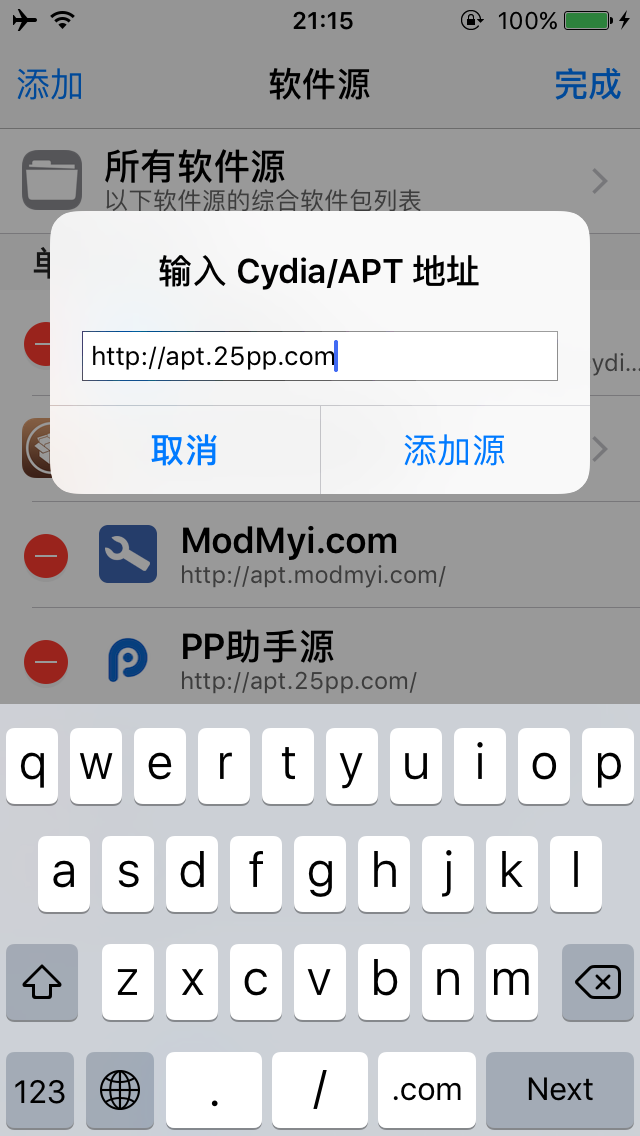 21:15
100%
添加
软件源
完成
所有软件源
以下软件源的综合软件包列表
输入 Cydia/APT 地址
http://apt.25pp.com
ydi...
取消
添加源
ModMyi.com
http://apt.modmyi.com/
PP助手源
http://apt.25pp.com/
q w e r t y u i o p
a s d f g h j k l
z x c v b n m
123 . / .com Next